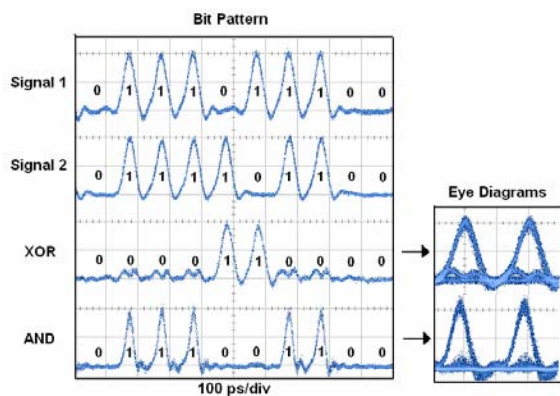 Bit Pattern
Signal 1
0 1 1 1 0 1 1 1 0 0
Signal 2
0 1 1 1 1 0 1 1 0 0
Eye Diagrams
XOR
0 0 0 0 1 1 0 0 0 0
AND
0 1 1 1 0 0 1 1 0 0
100 ps/div